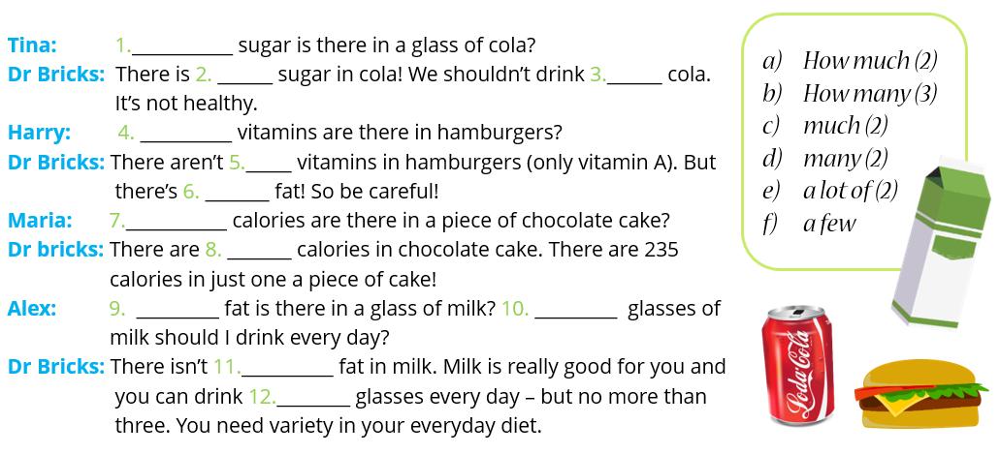 Tina: 1.__________ sugar is there in a glass of cola?
Dr Bricks: There is 2. _____ sugar in cola! We shouldn't drink 3._____ cola.
It's not healthy.
Harry: 4. _________ vitamins are there in hamburgers?
Dr Bricks: There aren't 5.____ vitamins in hamburgers (only vitamin A). But
there's 6. ______ fat! So be careful!
Maria: 7.__________ calories are there in a piece of chocolate cake?
Dr bricks: There are 8. ______ calories in chocolate cake. There are 235
calories in just one a piece of cake!
Alex: 9. ________ fat is there in a glass of milk? 10. ________ glasses of
milk should I drink every day?
Dr Bricks: There isn't 11._________ fat in milk. Milk is really good for you and
you can drink 12._______ glasses every day – but no more than
three. You need variety in your everyday diet.
a) How much (2)
b) How many (3)
c) much (2)
d) many (2)
e) a lot of (2)
f) a few
Loda Cola